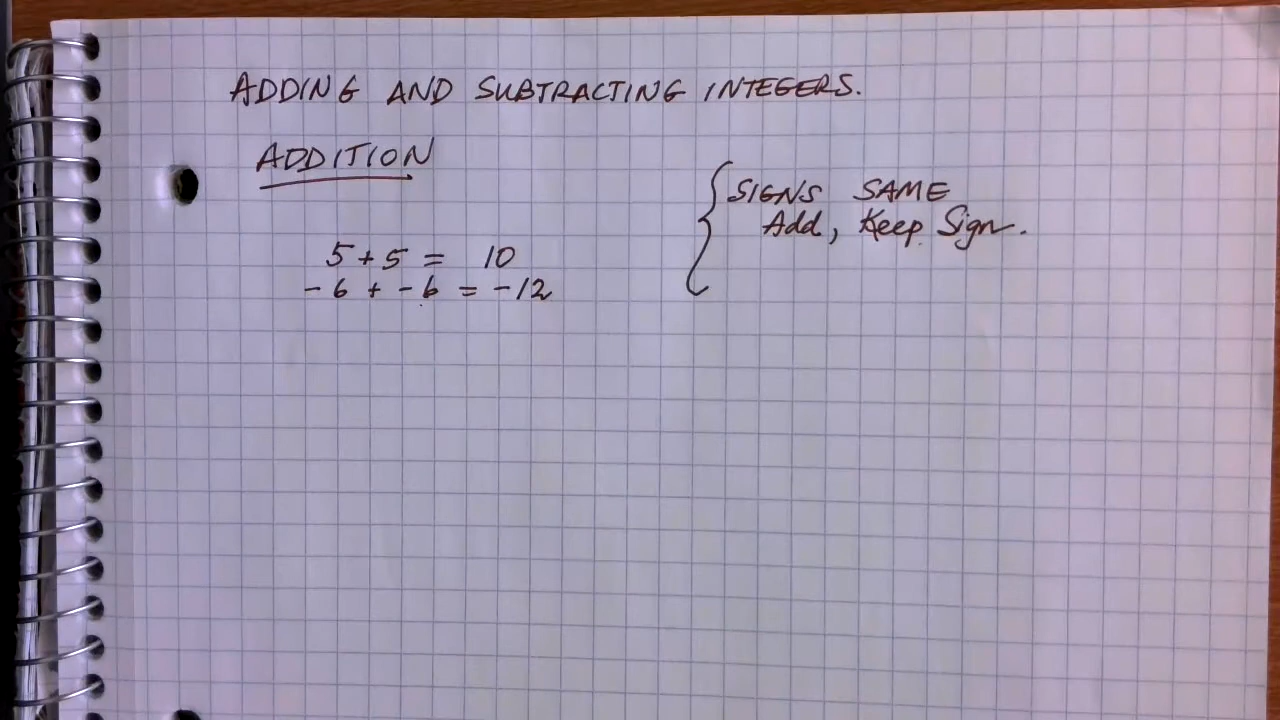 ADDING AND SUBTRACTING INTEGERS.
ADDITION
SIGNS SAME
Add, Keep Sign.
5 + 5 = 10
-6 + -6 = -12